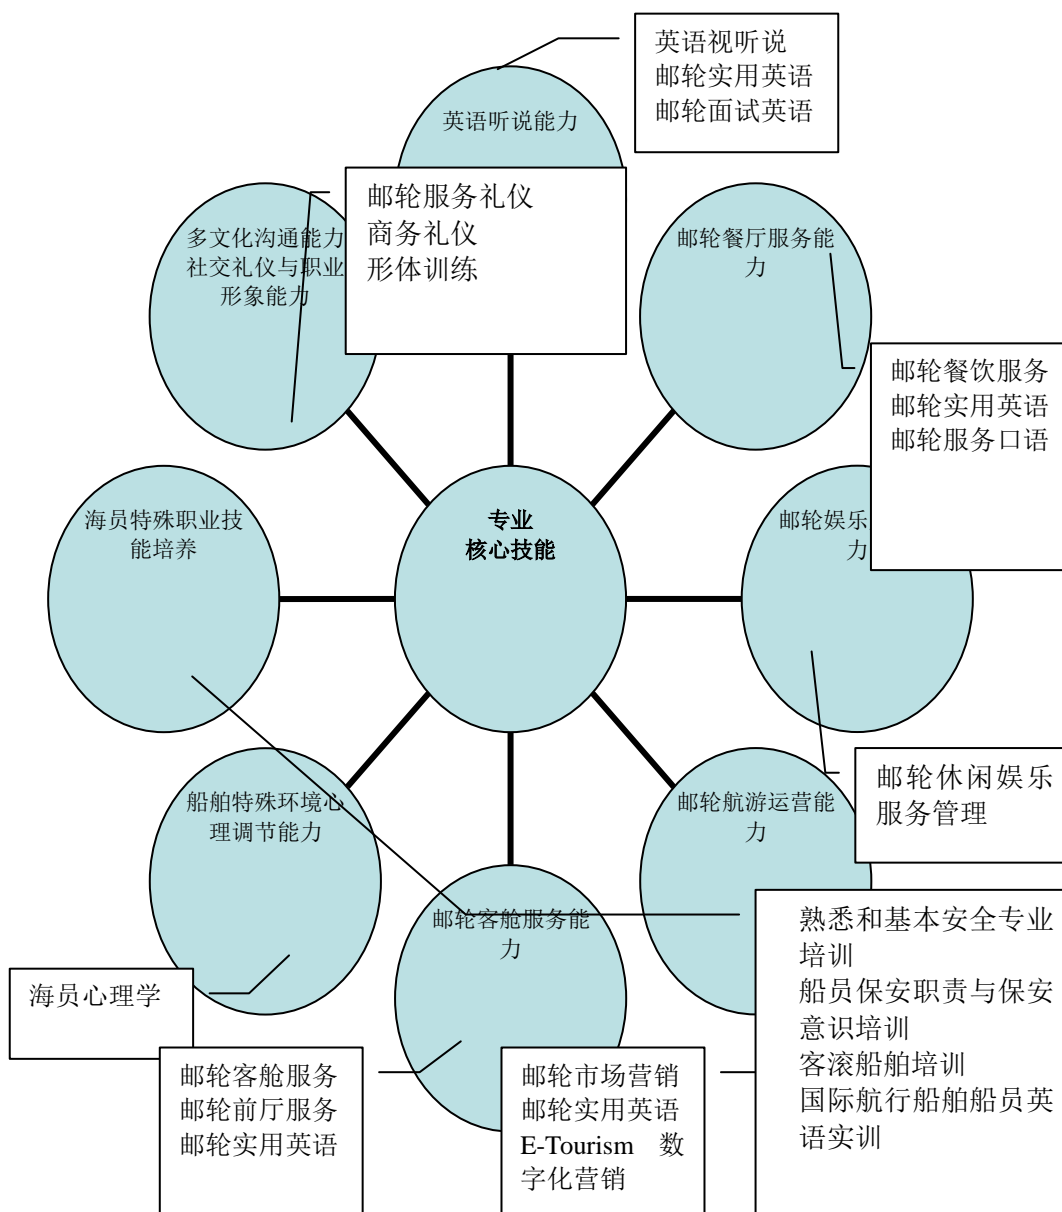 英语视听说
邮轮实用英语
邮轮面试英语
英语听说能力
邮轮服务礼仪
商务礼仪
形体训练
多文化沟通能力
社交礼仪与职业
形象能力
邮轮餐厅服务能
力
邮轮餐饮服务
邮轮实用英语
邮轮服务口语
海员特殊职业技
能培养
专业
核心技能
邮轮娱乐
力
邮轮休闲娱乐
服务管理
船舶特殊环境心
理调节能力
邮轮航游运营能
力
邮轮客舱服务能
力
熟悉和基本安全专业
培训
船员保安职责与保安
意识培训
客滚船舶培训
国际航行船舶船员英
语实训
海员心理学
邮轮客舱服务
邮轮前厅服务
邮轮实用英语
邮轮市场营销
邮轮实用英语
E-Tourism 数
字化营销